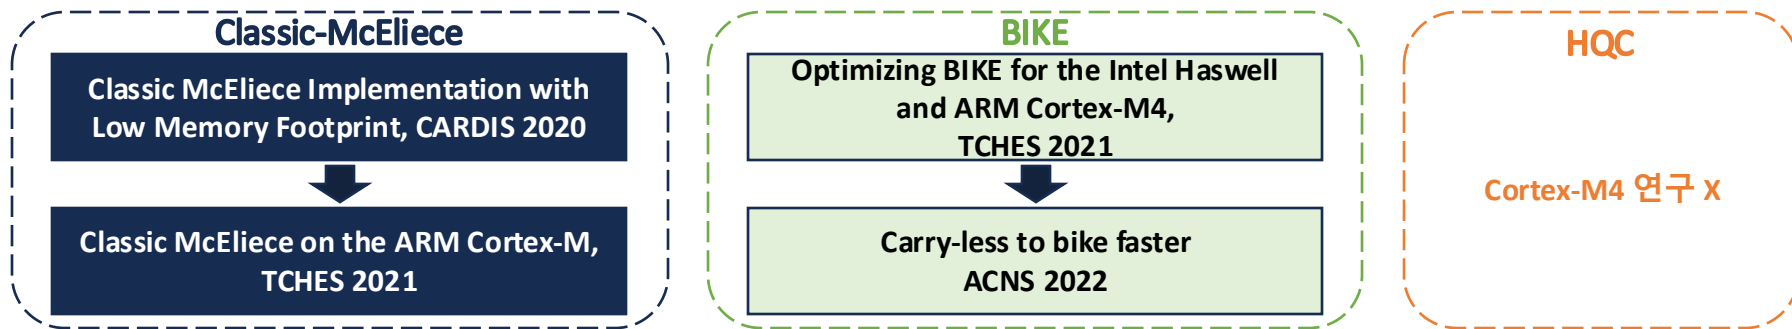 Classic-McEliece
Classic McEliece Implementation with
Low Memory Footprint, CARDIS 2020
Classic McEliece on the ARM Cortex-M,
TCHES 2021
BIKE
Optimizing BIKE for the Intel Haswell
and ARM Cortex-M4,
TCHES 2021
Carry-less to bike faster
ACNS 2022
HQC
Cortex-M4 연구 X